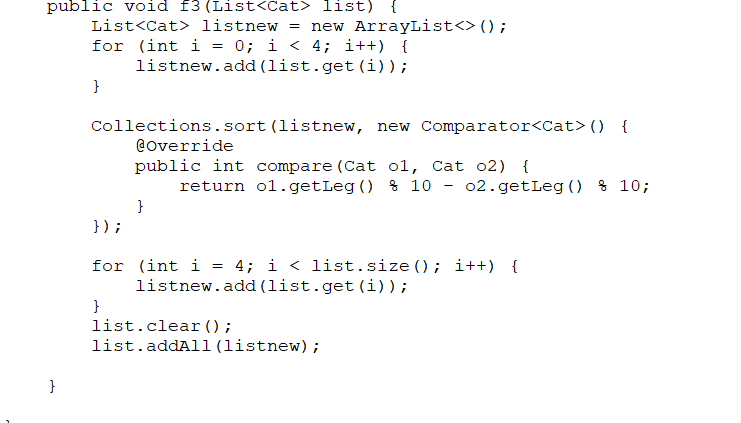 public void f3(List<Cat> list) {
List<Cat> listnew = new ArrayList<>();
for (int i = 0; i < 4; i++) {
listnew.add(list.get(i));
}
Collections.sort(listnew, new Comparator<Cat>() {
@Override
public int compare(Cat o1, Cat o2) {
return o1.getLeg() % 10 - o2.getLeg() % 10;
}
});
for (int i = 4; i < list.size(); i++) {
listnew.add(list.get(i));
}
list.clear();
list.addAll(listnew);
}